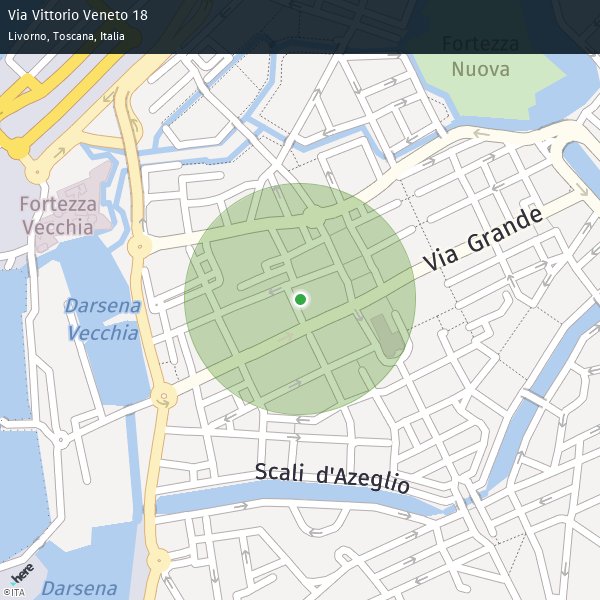 Via Vittorio Veneto 18
Livorno, Toscana, Italia
Fortezza
Nuova
Fortezza
Vecchia
Via Grande
Darsena
Vecchia
Scali d'Azeglio
here
©ITA
Darsena